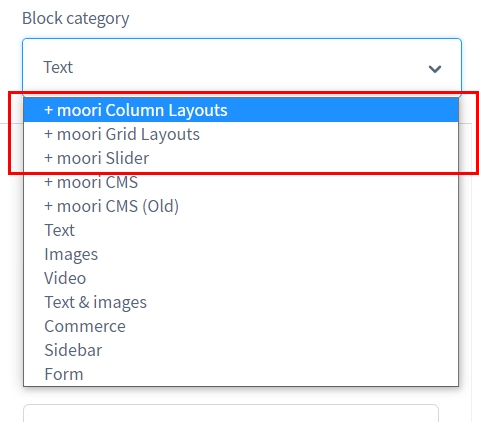 Block category
Text
+ moori Column Layouts
+ moori Grid Layouts
+ moori Slider
+ moori CMS
+ moori CMS (Old)
Text
Images
Video
Text & images
Commerce
Sidebar
Form